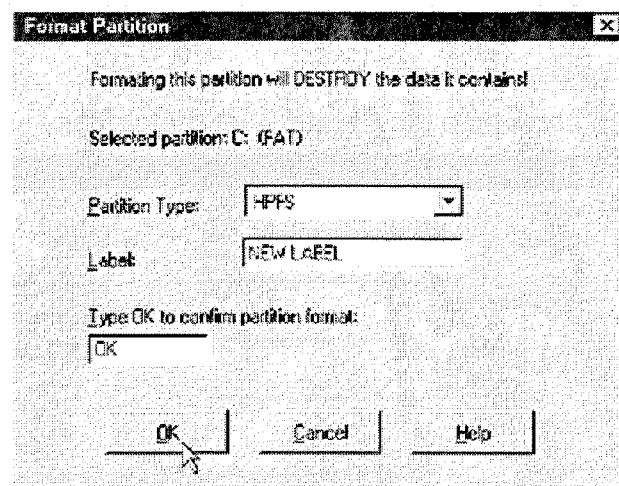 Format Partition
Formating this partition will DESTROY the data it contains!
Selected partition: C: (FAT)
Partition Type: HPFS
Label: NEW LABEL
Type OK to confirm partition format:
OK
OK Cancel Help